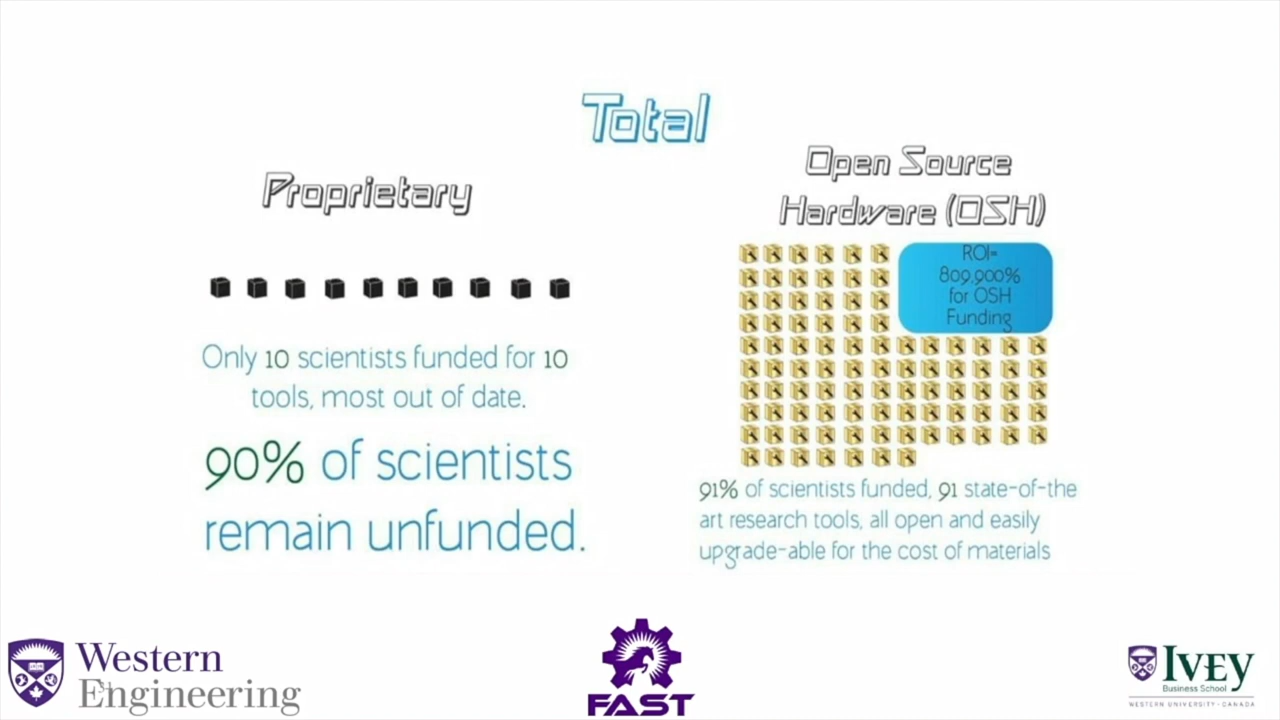 Total
Proprietary
Open Source
Hardware (OSH)
ROI=
809,900%
for OSH
Funding
Only 10 scientists funded for 10
tools, most out of date.
90% of scientists
remain unfunded.
91% of scientists funded, 91 state-of-the
art research tools, all open and easily
upgrade-able for the cost of materials
Western
Engineering
FAST
IVEY
Business School
WESTERN UNIVERSITY · CANADA